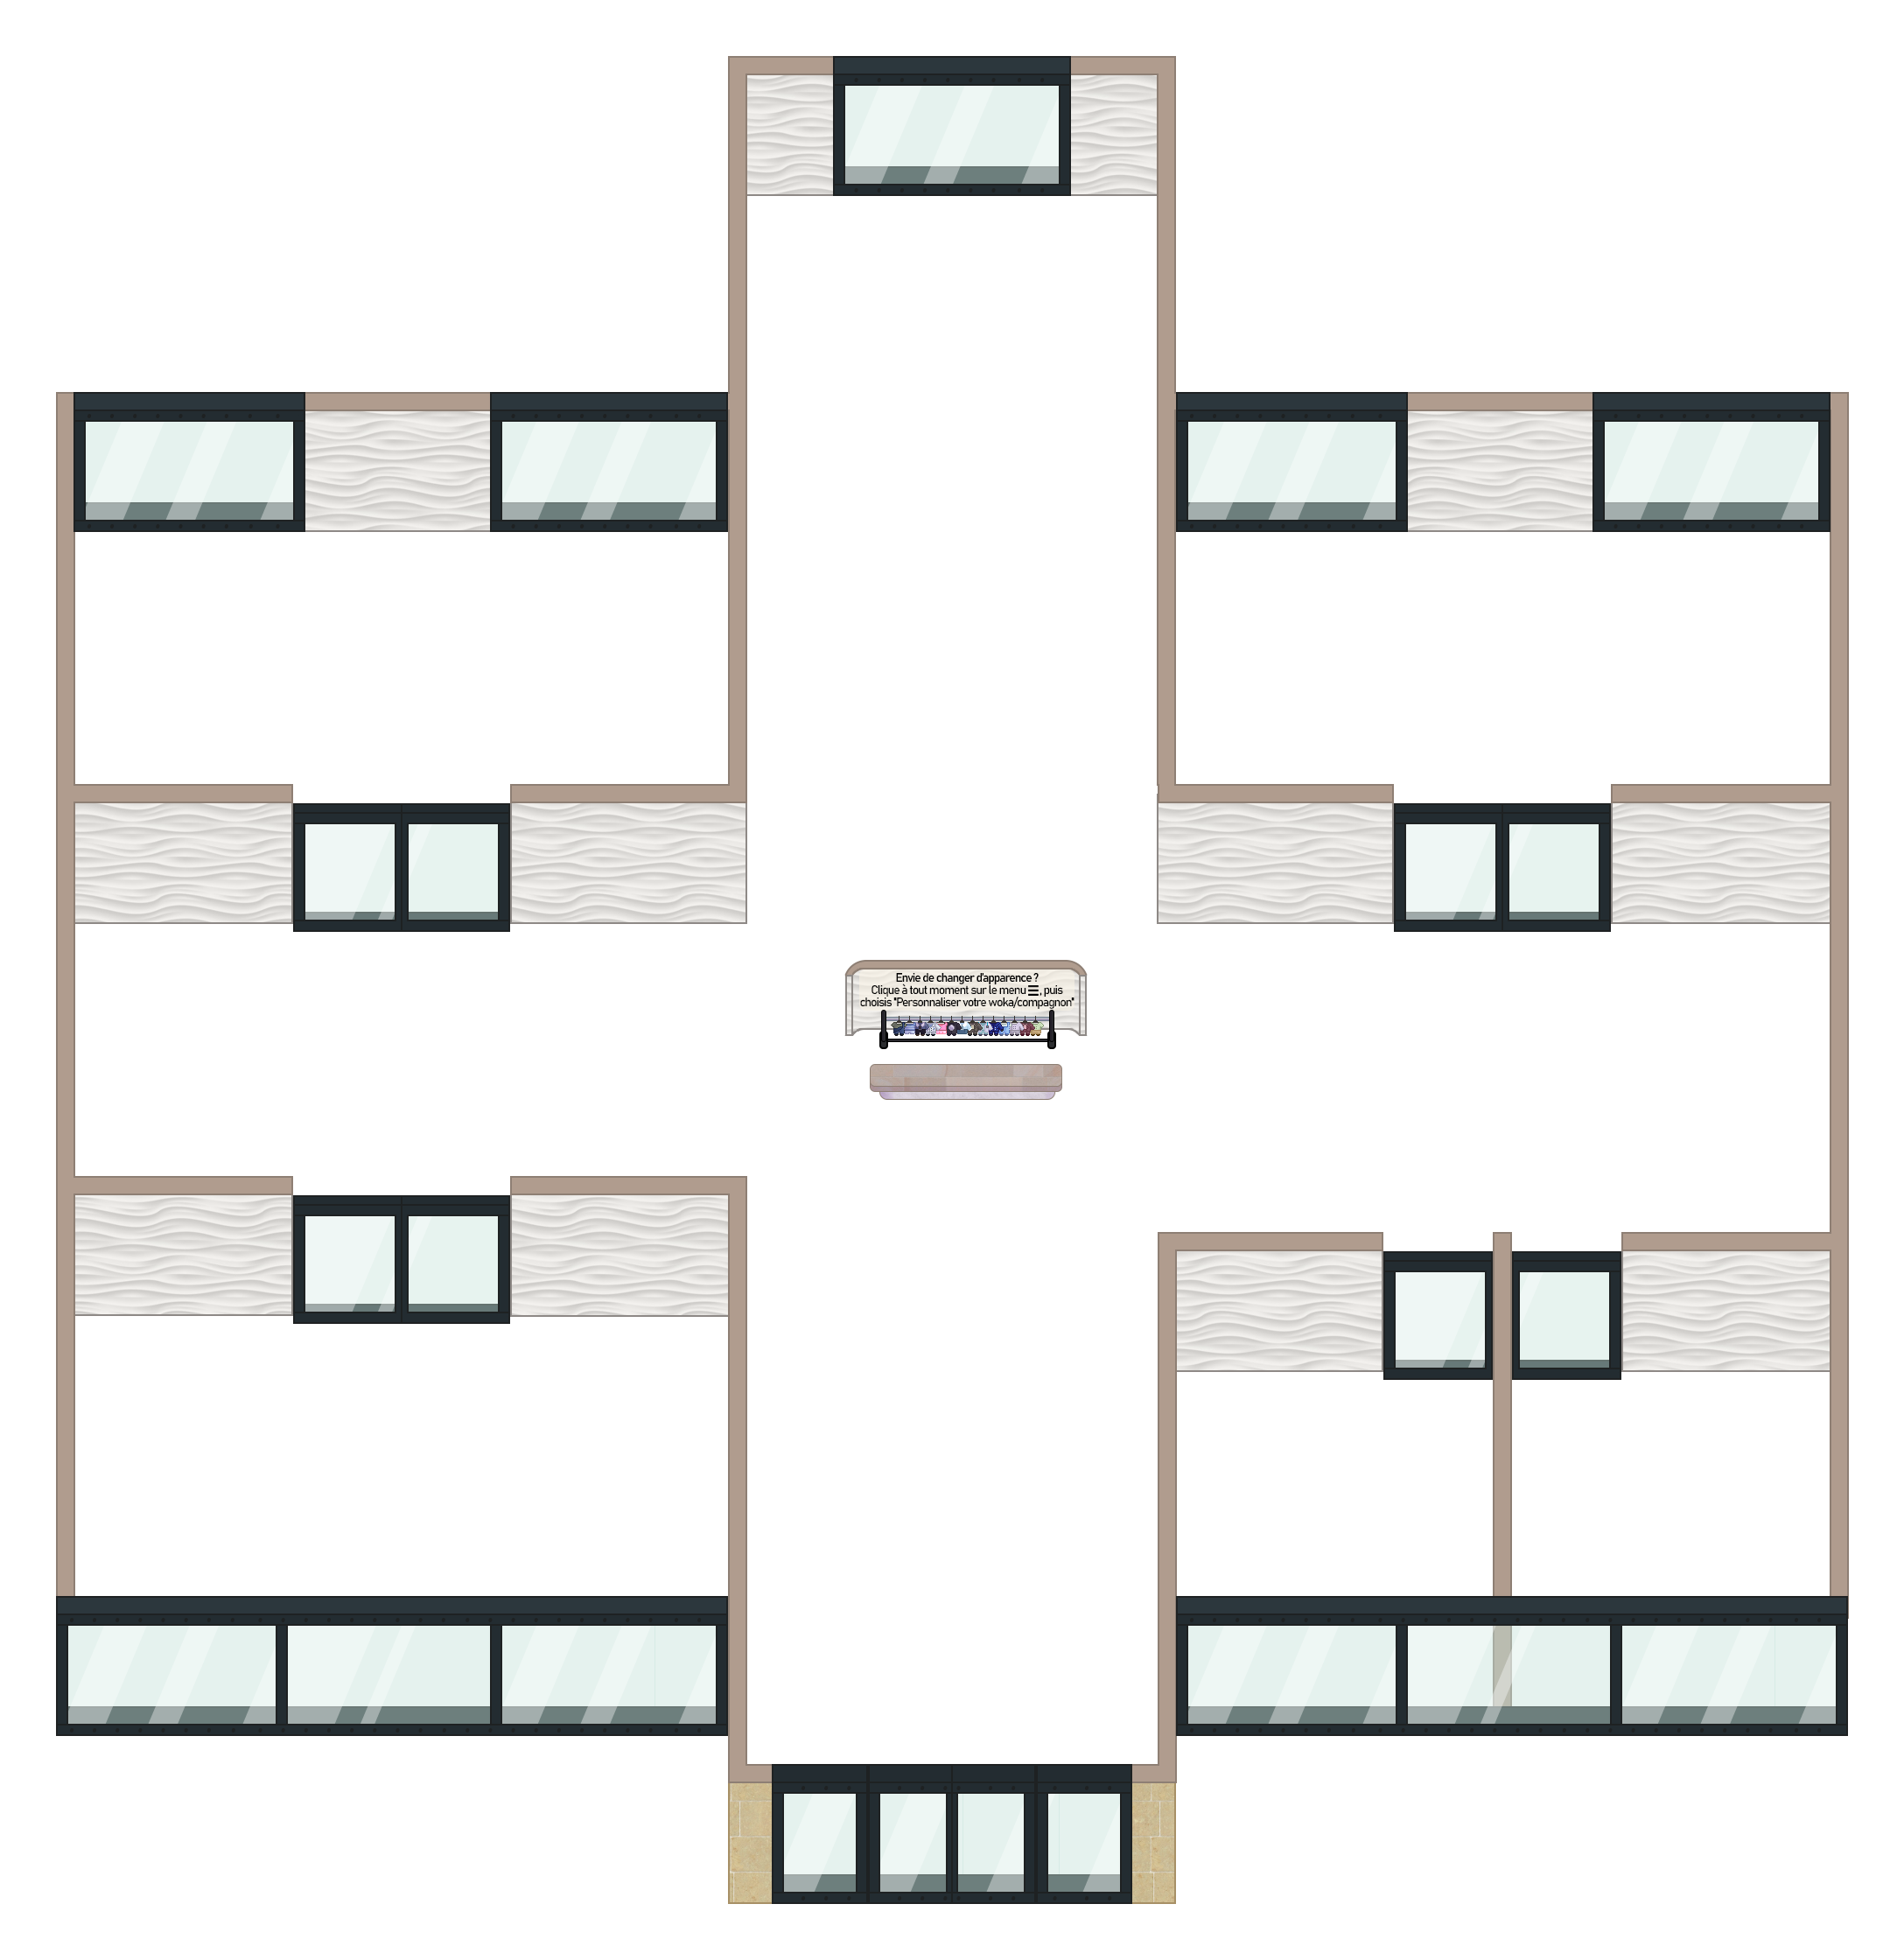 Envie de changer d'apparence ?
Clique à tout moment sur le menu ☰, puis
choisis "Personnaliser votre woka/compagnon"